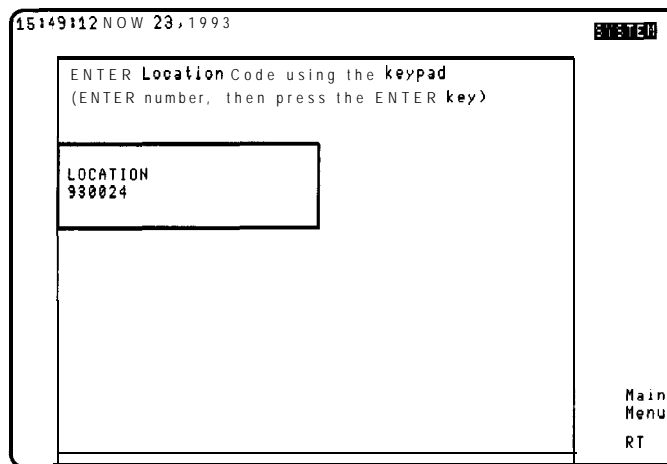 15:49:12 NOW 23,1993
SYSTEM
ENTER Location Code using the keypad
(ENTER number, then press the ENTER key)
LOCATION
930024
Main
Menu
RT